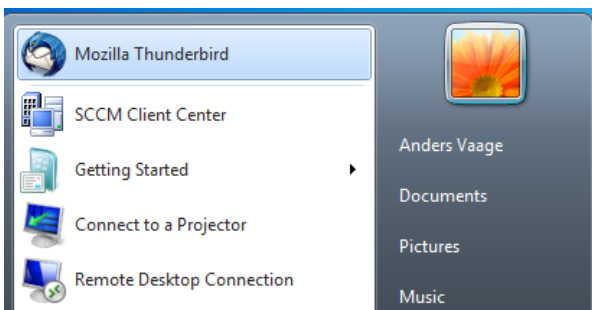 Mozilla Thunderbird
SCCM Client Center
Getting Started
Connect to a Projector
Remote Desktop Connection
Anders Vaage
Documents
Pictures
Music